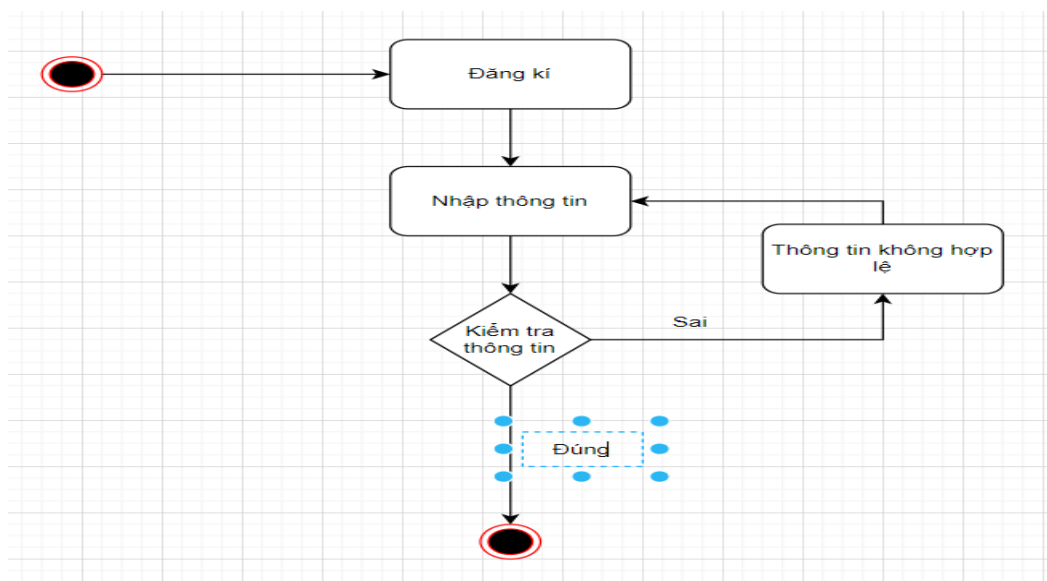 Đăng kí
Nhập thông tin
Thông tin không hợp
lệ
Kiểm tra
thông tin
Sai
Đúng